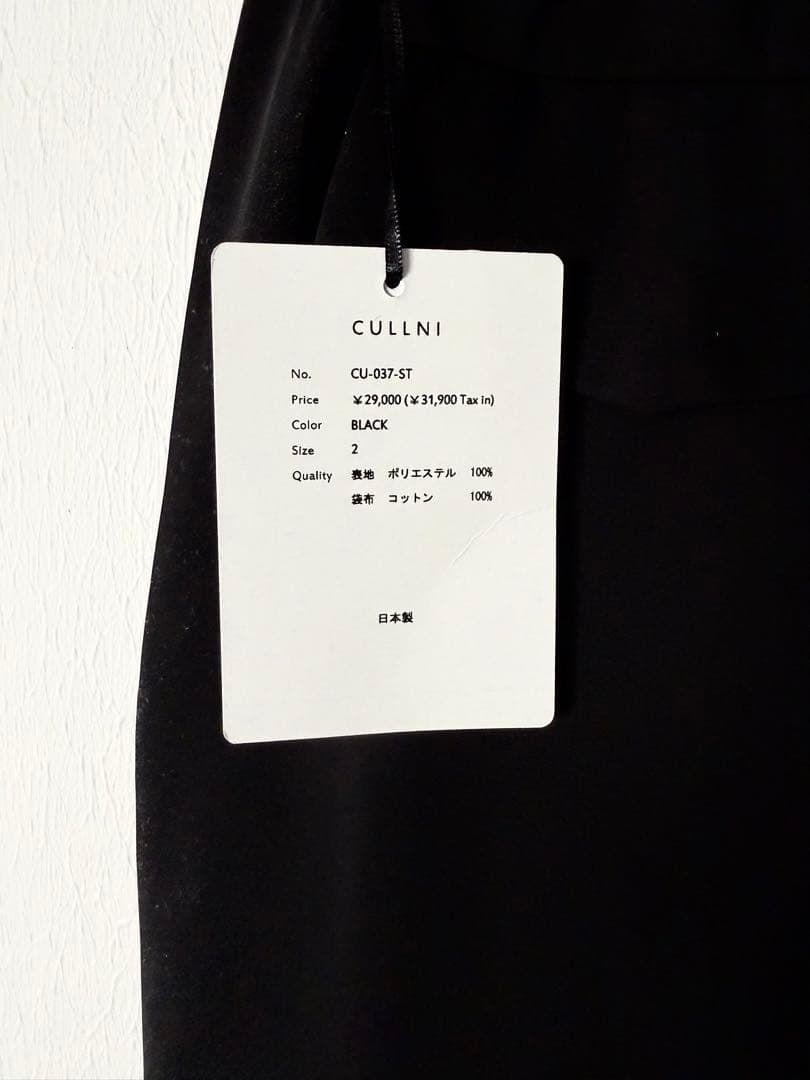 CULLNI
No. CU-037-ST
Price ¥29,000 (¥31,900 Tax in)
Color BLACK
Size 2
Quality 表地 ポリエステル 100%
袋布 コットン 100%
日本製